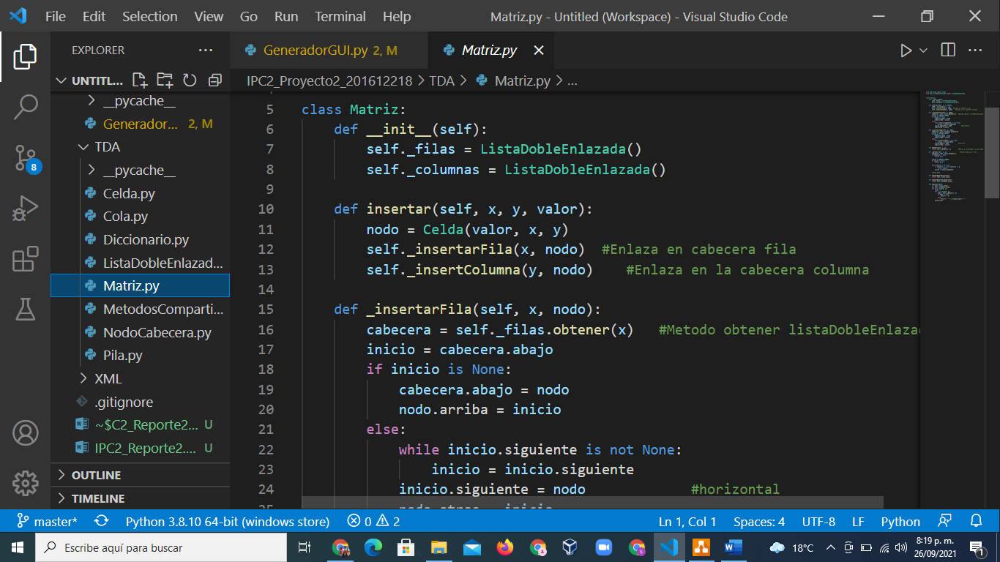 File Edit Selection View Go Run Terminal Help
Matriz.py - Untitled (Workspace) - Visual Studio Code
EXPLORER
GeneradorGUI.py 2, M
Matriz.py
UNTITL...
IPC2_Proyecto2_201612218 > TDA > Matriz.py > ...
__pycache__
Generador... 2, M
TDA
__pycache__
Celda.py
Cola.py
Diccionario.py
ListaDobleEnlazad...
Matriz.py
MetodosComparti...
NodoCabecera.py
Pila.py
XML
.gitignore
~$C2_Reporte2... U
IPC2_Reporte2.... U
OUTLINE
TIMELINE
5 class Matriz:
6 def __init__(self):
7 self._filas = ListaDobleEnlazada()
8 self._columnas = ListaDobleEnlazada()
9
10 def insertar(self, x, y, valor):
11 nodo = Celda(valor, x, y)
12 self._insertarFila(x, nodo) #Enlaza en cabecera fila
13 self._insertColumna(y, nodo) #Enlaza en la cabecera columna
14
15 def _insertarFila(self, x, nodo):
16 cabecera = self._filas.obtener(x) #Metodo obtener listaDobleEnlaza
17 inicio = cabecera.abajo
18 if inicio is None:
19 cabecera.abajo = nodo
20 nodo.arriba = inicio
21 else:
22 while inicio.siguiente is not None:
23 inicio = inicio.siguiente
24 inicio.siguiente = nodo #horizontal
8
master*
Python 3.8.10 64-bit (windows store)
0 2
Ln 1, Col 1
Spaces: 4
UTF-8
LF
Python
Escribe aquí para buscar
18°C
8:19 p. m.
26/09/2021
1